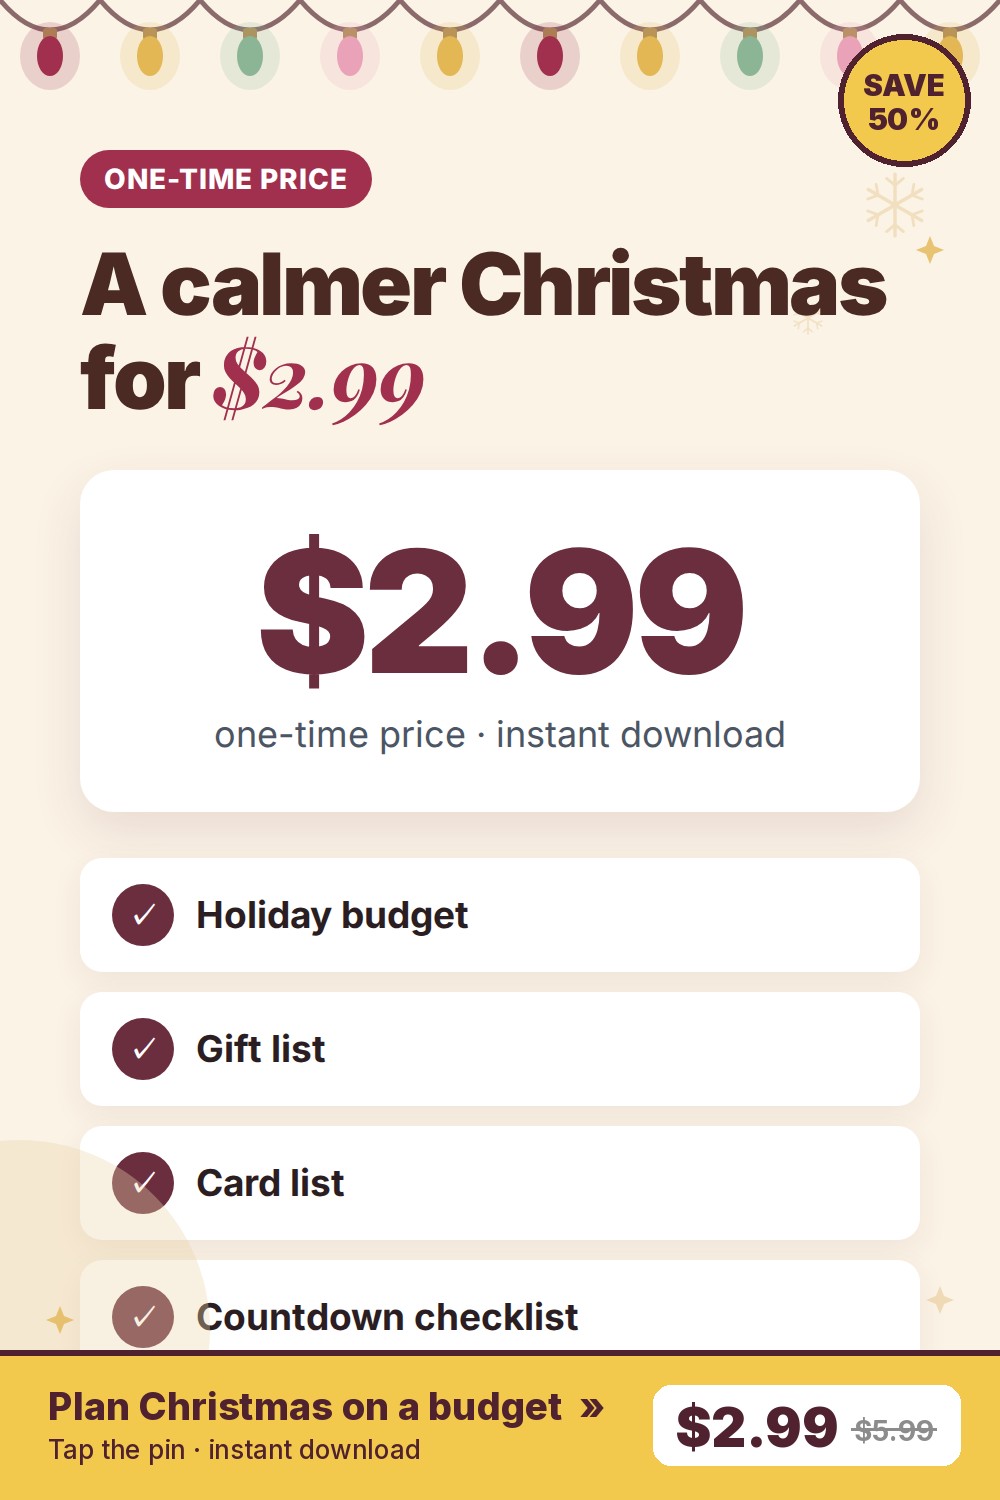 SAVE
50%
ONE-TIME PRICE
A calmer Christmas
for $2.99
$2.99
one-time price · instant download
✓ Holiday budget
✓ Gift list
✓ Card list
✓ Countdown checklist
Plan Christmas on a budget »
Tap the pin · instant download
$2.99 $5.99